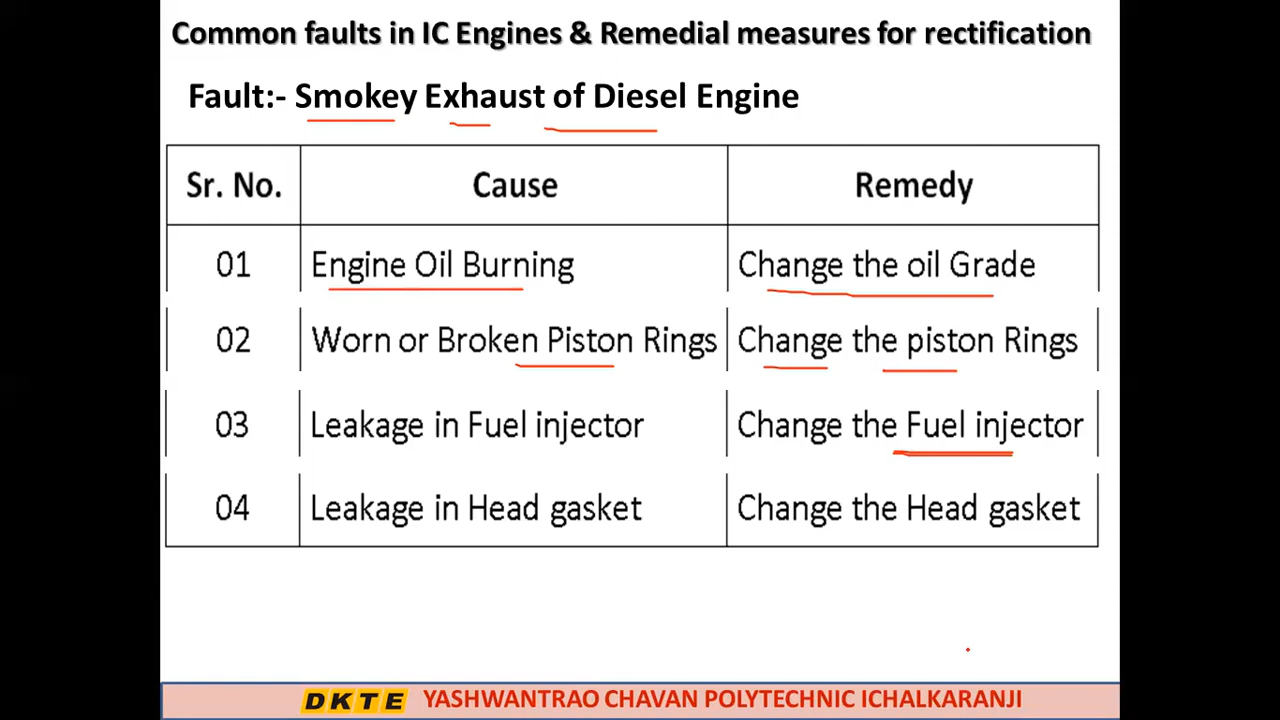 Common faults in IC Engines & Remedial measures for rectification
Fault:- Smokey Exhaust of Diesel Engine
Sr. No. Cause Remedy
01 Engine Oil Burning Change the oil Grade
02 Worn or Broken Piston Rings Change the piston Rings
03 Leakage in Fuel injector Change the Fuel injector
04 Leakage in Head gasket Change the Head gasket
DKTE YASHWANTRAO CHAVAN POLYTECHNIC ICHALKARANJI